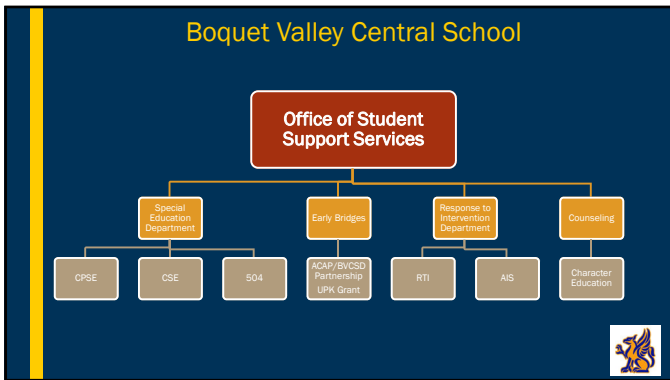 Boquet Valley Central School
Office of Student
Support Services
Special
Education
Department
Early Bridges
Response to
Intervention
Department
Counseling
CPSE
CSE
504
ACAP/BVCSD
Partnership
UPK Grant
RTI
AIS
Character
Education